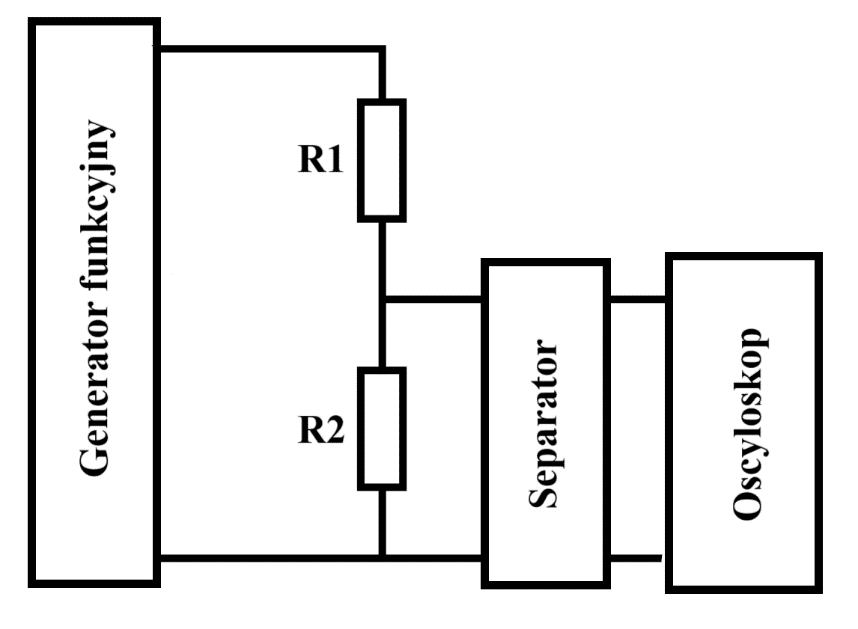 Generator funkcyjny
R1
R2
Separator
Oscyloskop